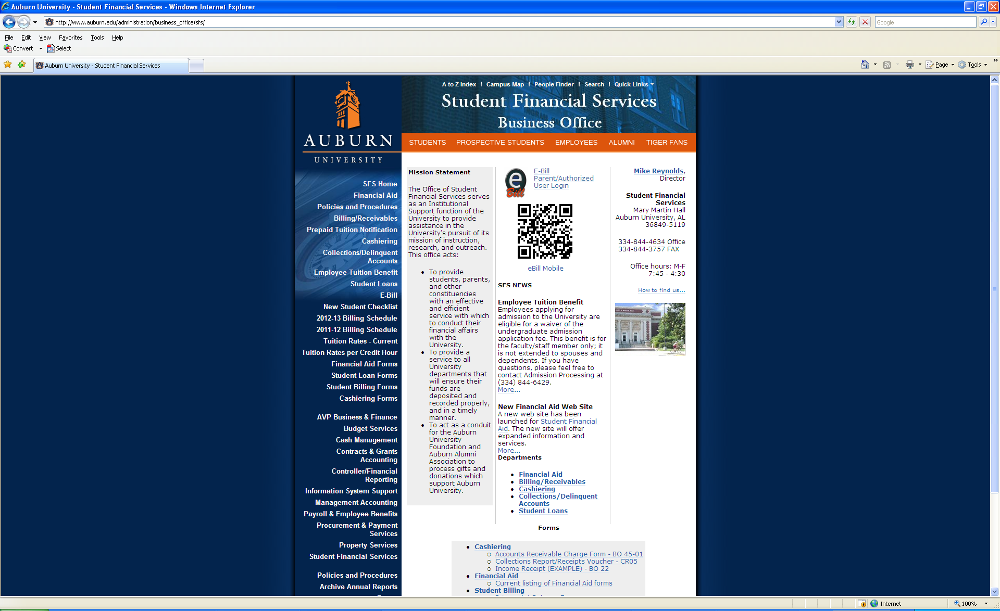 Auburn University - Student Financial Services - Windows Internet Explorer
http://www.auburn.edu/administration/business_office/sfs/
Google
File Edit View Favorites Tools Help
Convert Select
Auburn University - Student Financial Services
Page Tools
A to Z Index | Campus Map | People Finder | Search | Quick Links
Student Financial Services
Business Office
AUBURN
UNIVERSITY
STUDENTS PROSPECTIVE STUDENTS EMPLOYEES ALUMNI TIGER FANS
SFS Home
Financial Aid
Policies and Procedures
Billing/Receivables
Prepaid Tuition Notification
Cashiering
Collections/Delinquent
Accounts
Employee Tuition Benefit
Student Loans
E-Bill
New Student Checklist
2012-13 Billing Schedule
2011-12 Billing Schedule
Tuition Rates - Current
Tuition Rates per Credit Hour
Financial Aid Forms
Student Loan Forms
Student Billing Forms
Cashiering Forms
AVP Business & Finance
Budget Services
Cash Management
Contracts & Grants
Accounting
Controller/Financial
Reporting
Information System Support
Management Accounting
Payroll & Employee Benefits
Procurement & Payment
Services
Property Services
Student Financial Services
Policies and Procedures
Archive Annual Reports
Mission Statement
The Office of Student
Financial Services serves
as an Institutional
Support function of the
University to provide
assistance in the
University's pursuit of its
mission of instruction,
research, and outreach.
This office acts:
• To provide
students, parents,
and other
constituencies
with an effective
and efficient
service with which
to conduct their
financial affairs
with the
University.
• To provide a
service to all
University
departments that
will ensure their
funds are
deposited and
recorded properly,
and in a timely
manner.
• To act as a conduit
for the Auburn
University
Foundation and
Auburn Alumni
Association to
process gifts and
donations which
support Auburn
University.
e
Bill
E-Bill
Parent/Authorized
User Login
eBill Mobile
SFS NEWS
Employee Tuition Benefit
Employees applying for
admission to the University are
eligible for a waiver of the
undergraduate admission
application fee. This benefit is for
the faculty/staff member only; it
is not extended to spouses and
dependents. If you have
questions, please feel free to
contact Admission Processing at
(334) 844-6429.
More...
New Financial Aid Web Site
A new web site has been
launched for Student Financial
Aid. The new site will offer
expanded information and
services.
More...
Departments
• Financial Aid
• Billing/Receivables
• Cashiering
• Collections/Delinquent
Accounts
• Student Loans
Mike Reynolds,
Director
Student Financial
Services
Mary Martin Hall
Auburn University, AL
36849-5119
334-844-4634 Office
334-844-3757 FAX
Office hours: M-F
7:45 - 4:30
How to find us...
Forms
• Cashiering
o Accounts Receivable Charge Form - BO 45-01
o Collections Report/Receipts Voucher - CR05
o Income Receipt (EXAMPLE) - BO 22
• Financial Aid
o Current listing of Financial Aid forms
• Student Billing
Internet
100%